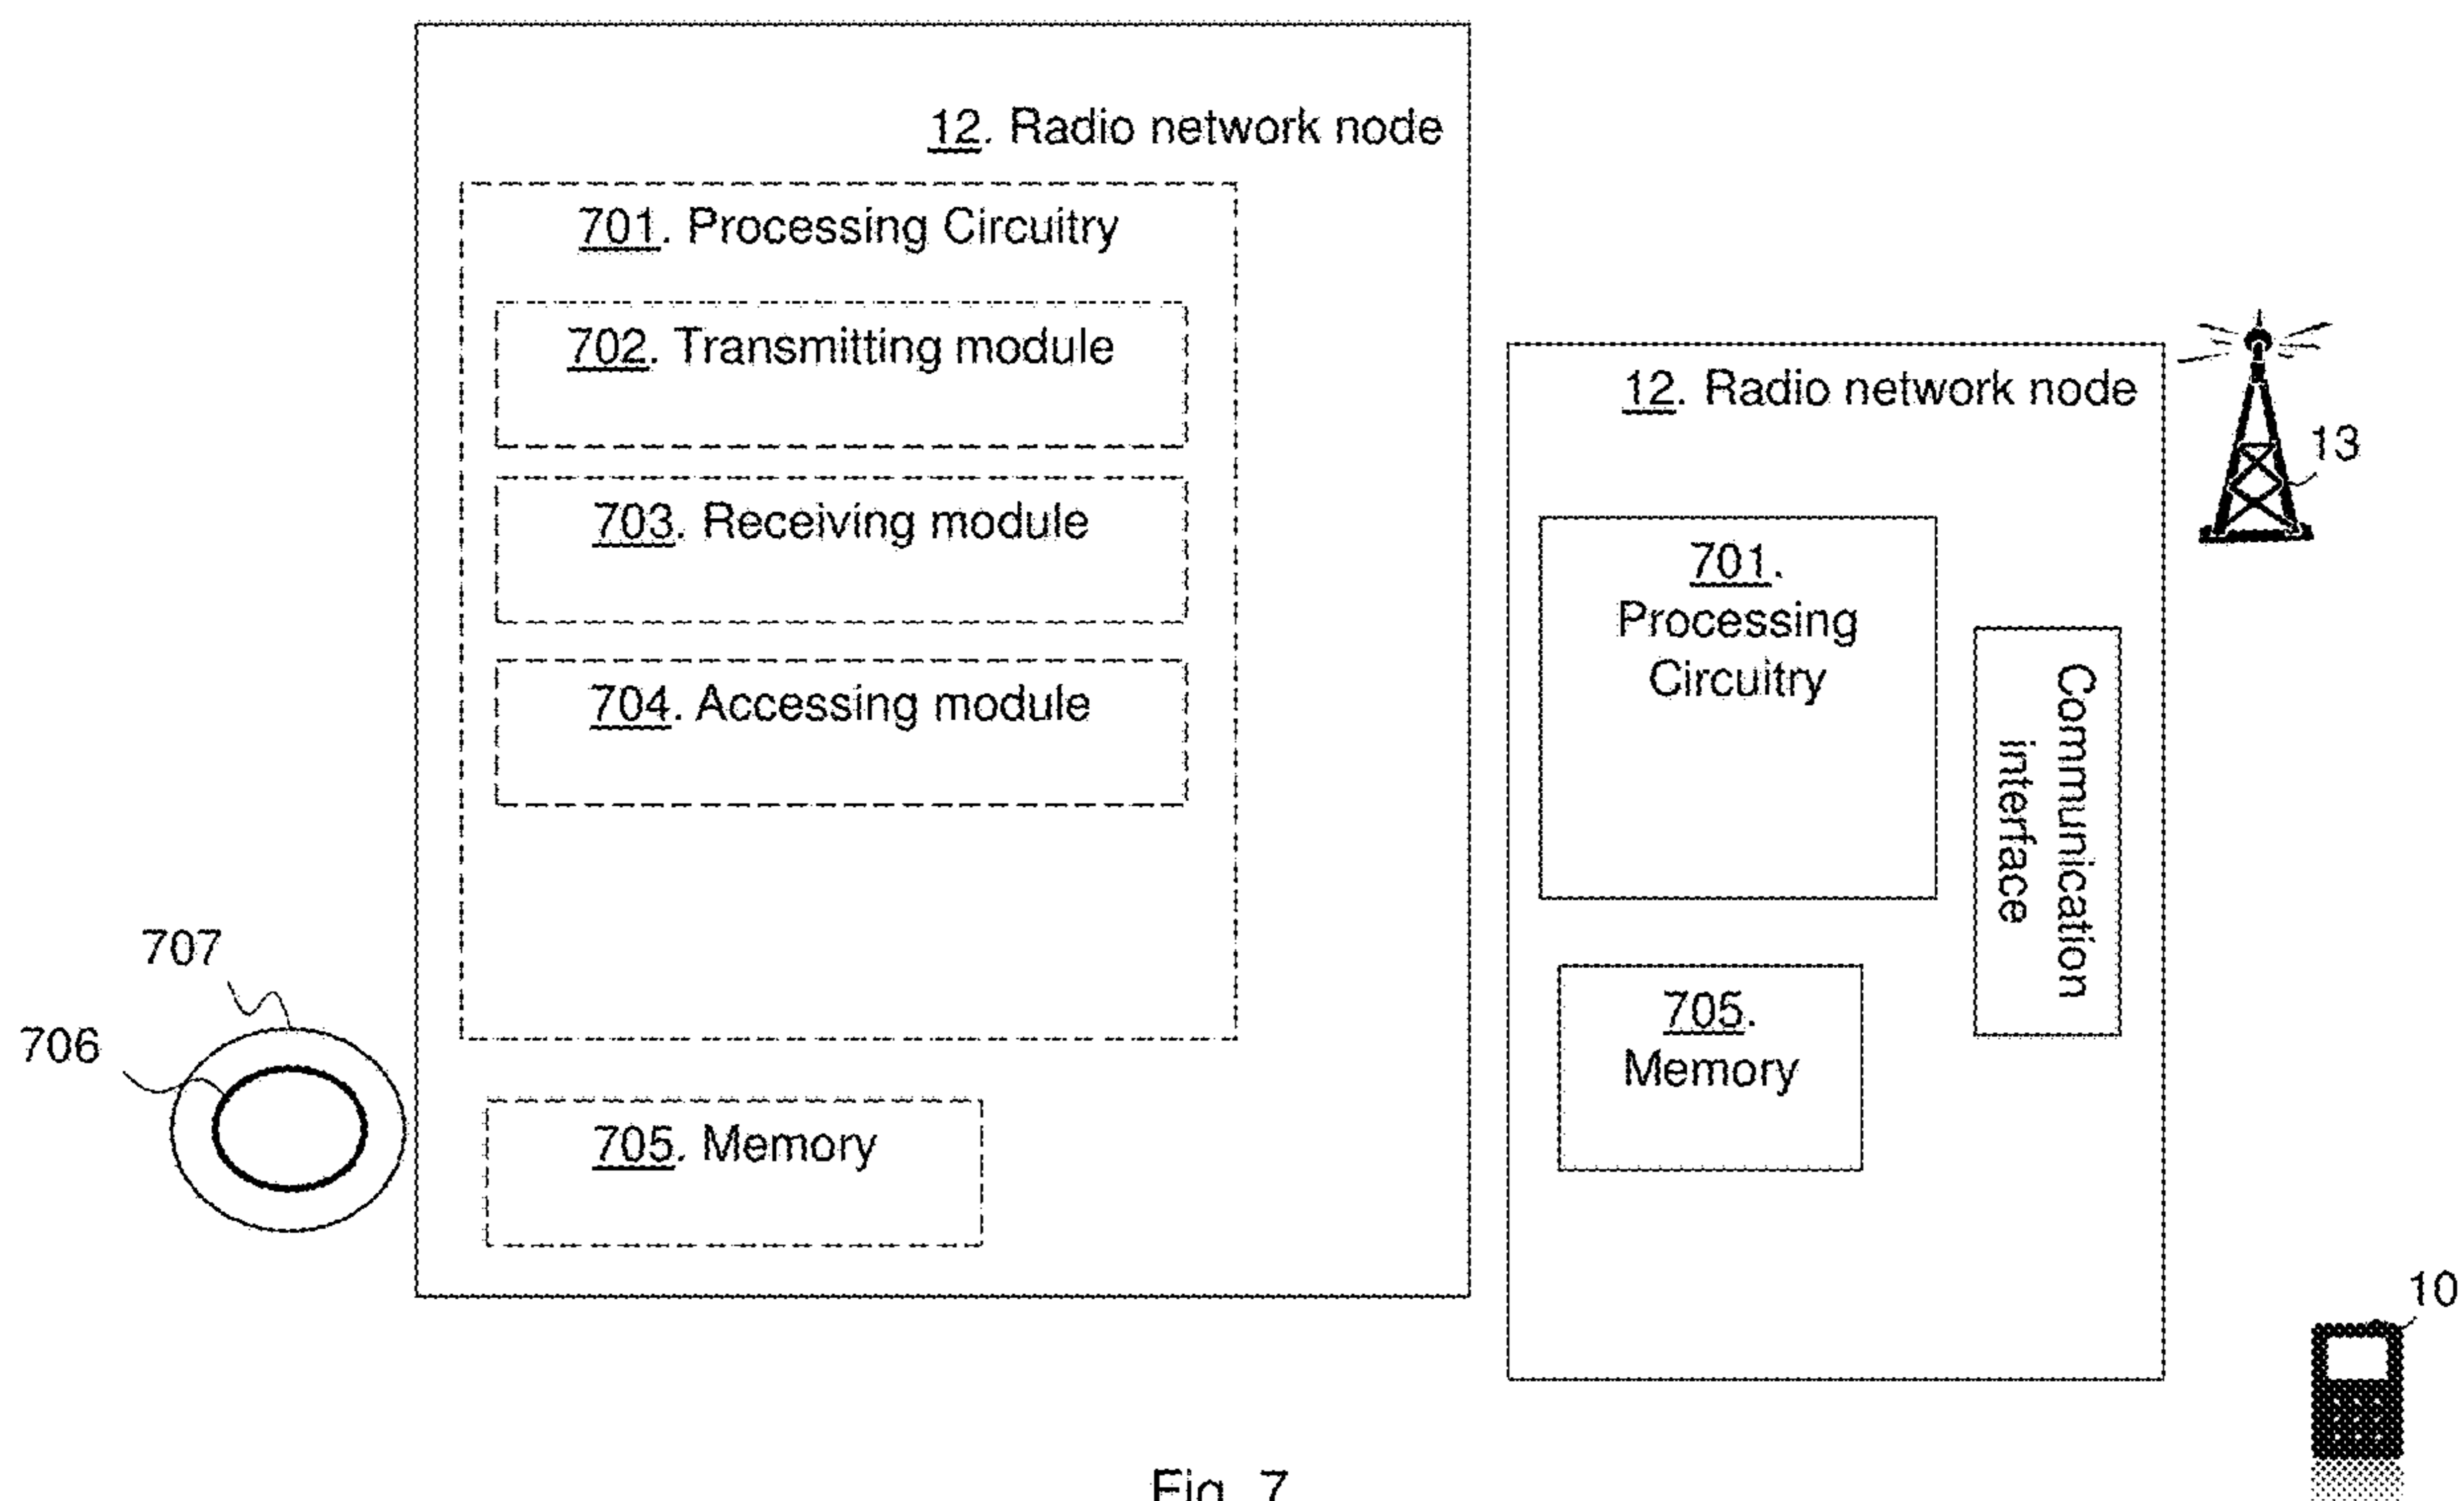 12. Radio network node
701. Processing Circuitry
702. Transmitting module
703. Receiving module
704. Accessing module
705. Memory
707
706
12. Radio network node
701.
Processing
Circuitry
Communication
interface
705.
Memory
13
10
Fig. 7